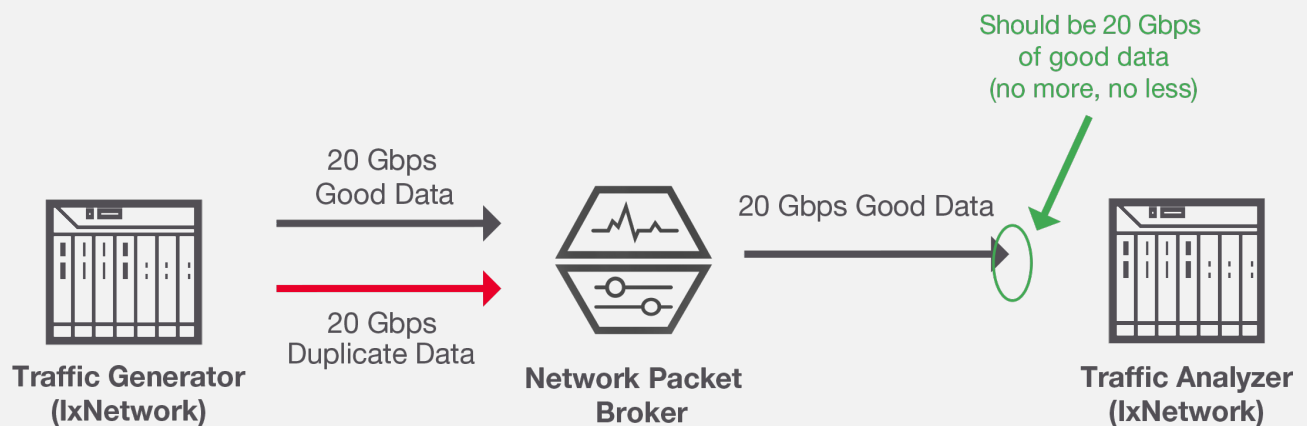 Should be 20 Gbps
of good data
(no more, no less)
20 Gbps
Good Data
20 Gbps Good Data
20 Gbps
Duplicate Data
Traffic Generator
(IxNetwork)
Network Packet
Broker
Traffic Analyzer
(IxNetwork)